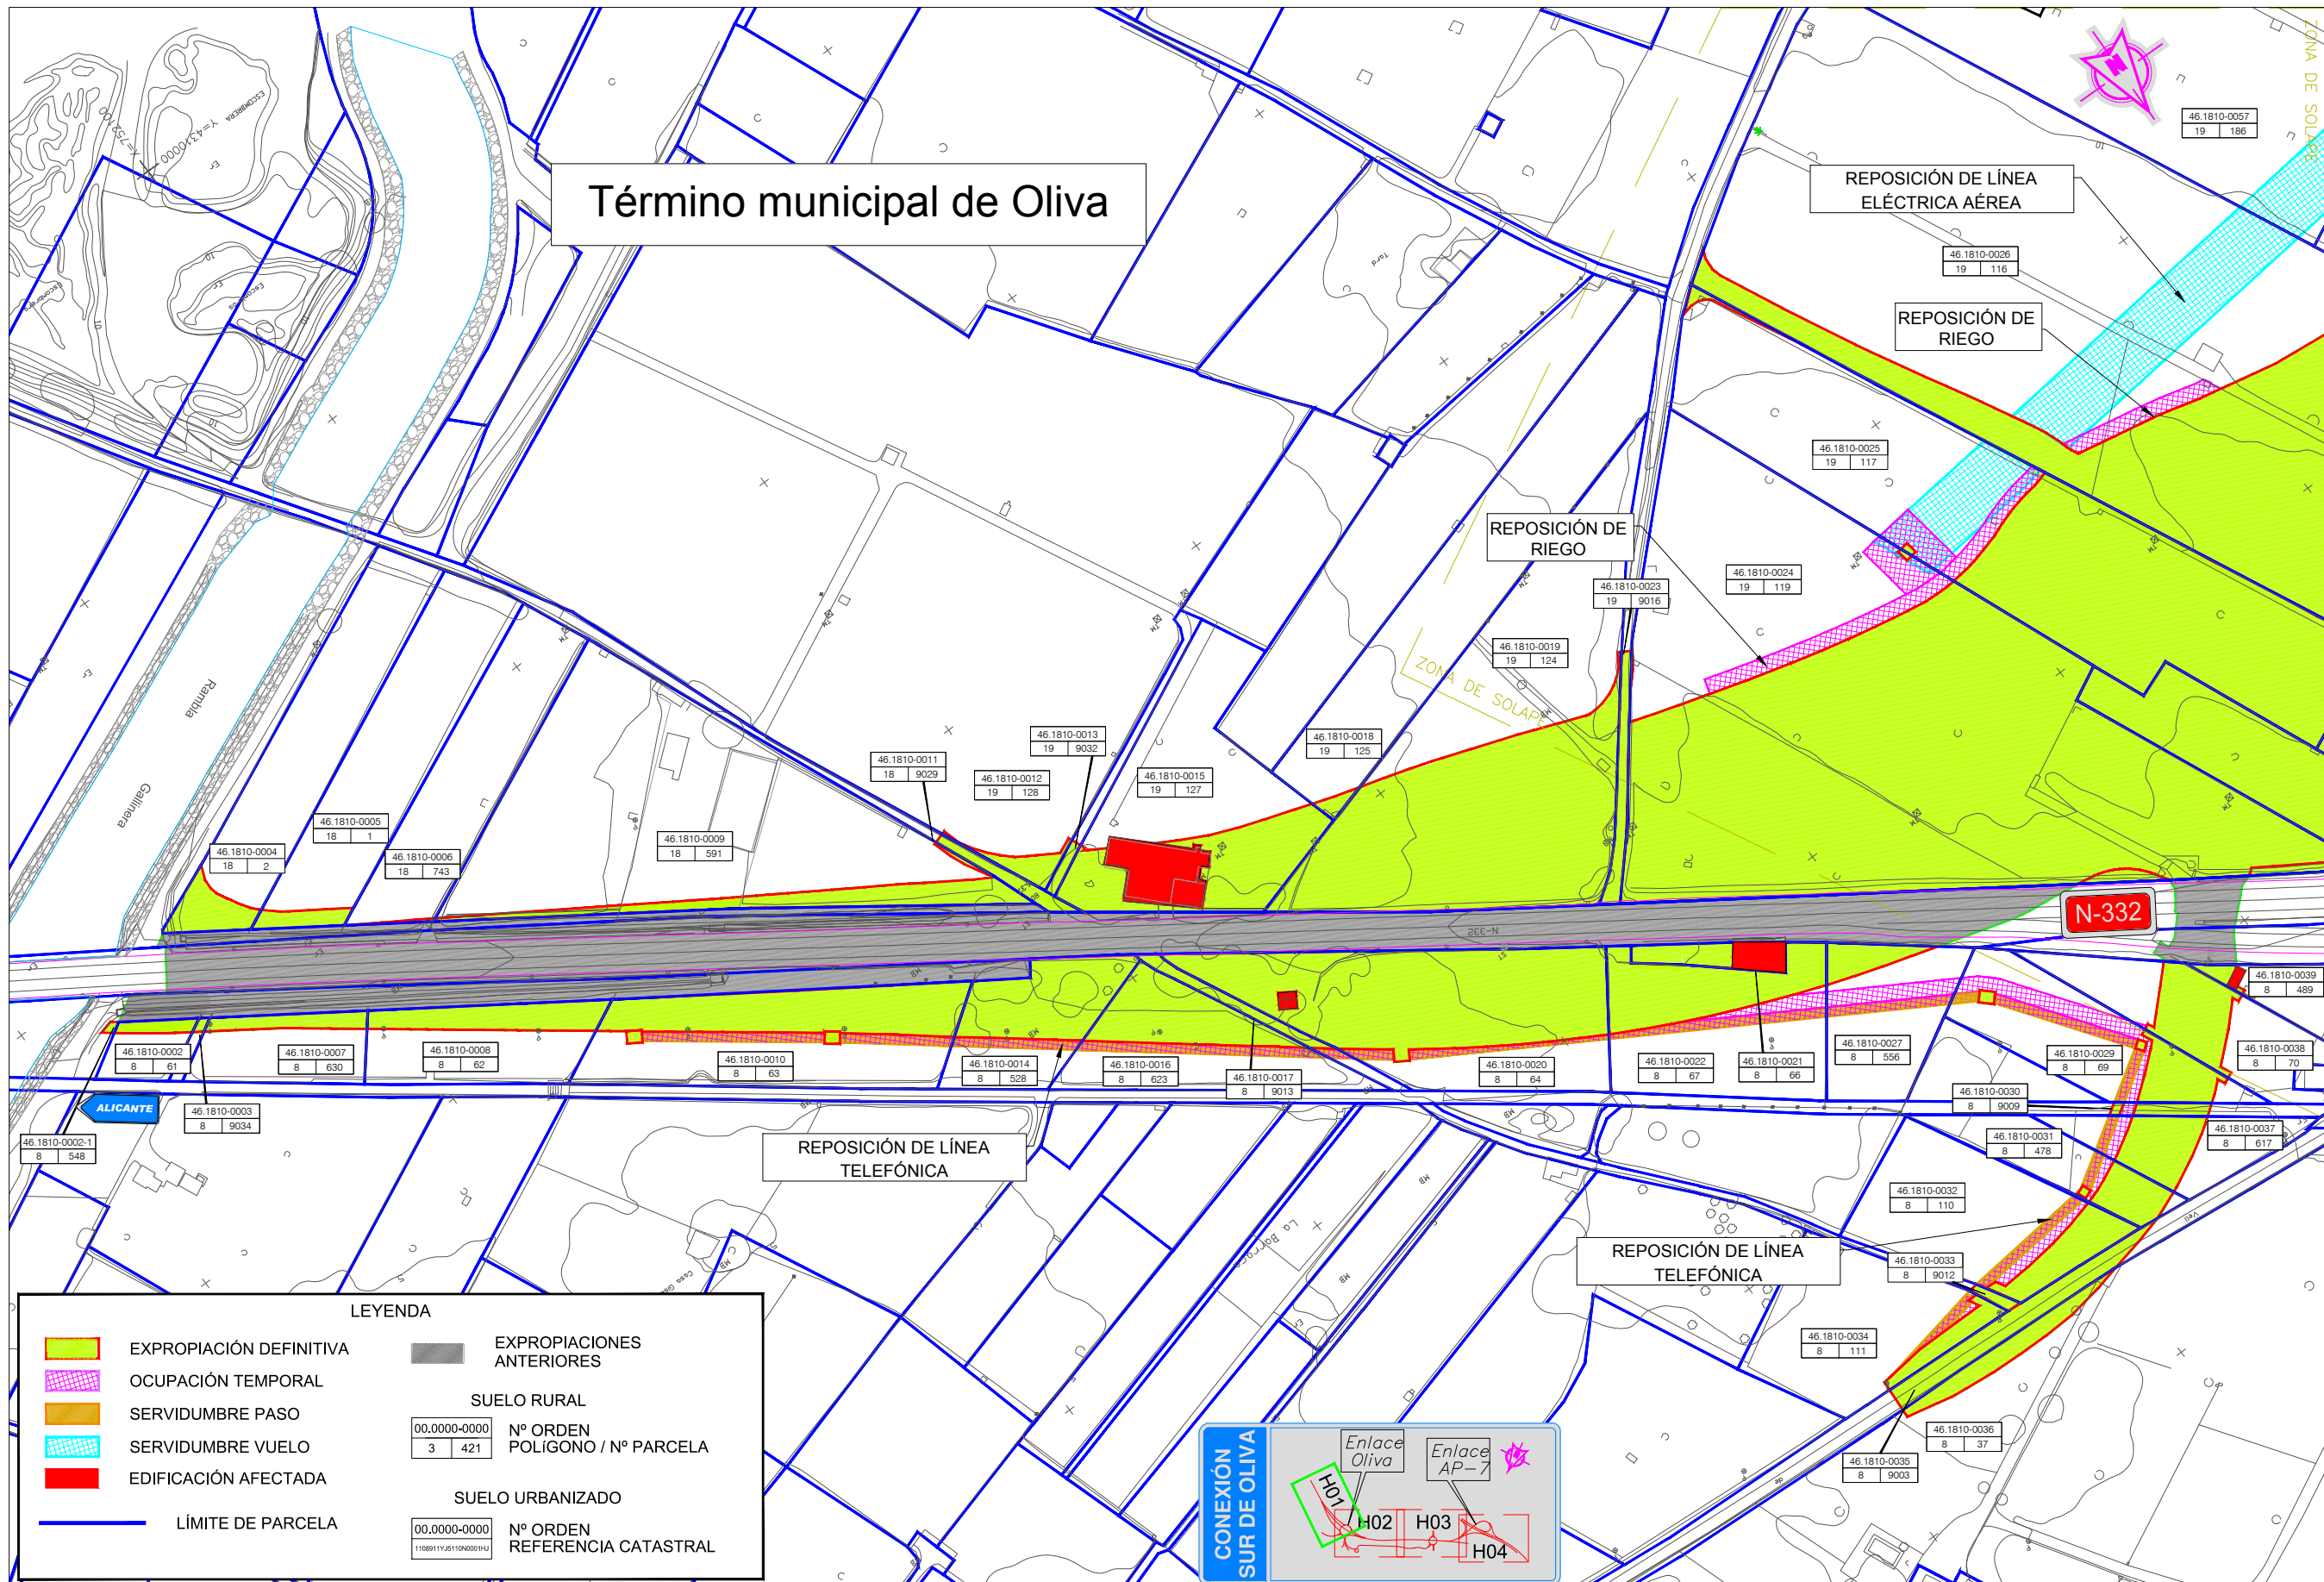 Término municipal de Oliva
ZONA DE SOLAPE
46.1810-0057
19 186
REPOSICIÓN DE LÍNEA
ELÉCTRICA AÉREA
46.1810-0026
19 116
REPOSICIÓN DE
RIEGO
46.1810-0025
19 117
REPOSICIÓN DE
RIEGO
46.1810-0024
19 119
46.1810-0023
19 9016
46.1810-0019
19 124
ZONA DE SOLAPE
46.1810-0018
19 125
46.1810-0013
19 9032
46.1810-0011
18 9029
46.1810-0012
19 128
46.1810-0015
19 127
46.1810-0005
18 1
46.1810-0009
18 591
46.1810-0004
18 2
46.1810-0006
18 743
ESCOMBRERA
X=752100
Y=4310000
Rambla
Gallinera
N-332
N-332
46.1810-0039
8 489
46.1810-0002
8 61
46.1810-0007
8 630
46.1810-0008
8 62
46.1810-0010
8 63
46.1810-0014
8 528
46.1810-0016
8 623
46.1810-0017
8 9013
46.1810-0020
8 64
46.1810-0022
8 67
46.1810-0021
8 66
46.1810-0027
8 556
46.1810-0029
8 69
46.1810-0038
8 70
46.1810-0030
8 9009
ALICANTE
46.1810-0003
8 9034
46.1810-0002-1
8 548
46.1810-0031
8 478
46.1810-0037
8 617
REPOSICIÓN DE LÍNEA
TELEFÓNICA
46.1810-0032
8 110
REPOSICIÓN DE LÍNEA
TELEFÓNICA
46.1810-0033
8 9012
46.1810-0034
8 111
46.1810-0036
8 37
46.1810-0035
8 9003
Vell
de
LEYENDA
EXPROPIACIÓN DEFINITIVA
OCUPACIÓN TEMPORAL
SERVIDUMBRE PASO
SERVIDUMBRE VUELO
EDIFICACIÓN AFECTADA
LÍMITE DE PARCELA
EXPROPIACIONES
ANTERIORES
SUELO RURAL
00.0000-0000
3 421
Nº ORDEN
POLíGONO / Nº PARCELA
SUELO URBANIZADO
00.0000-0000
1108911YJ5110N0001HJ
Nº ORDEN
REFERENCIA CATASTRAL
CONEXIÓN
SUR DE OLIVA
Enlace
Oliva
Enlace
AP-7
H01
H02
H03
H04